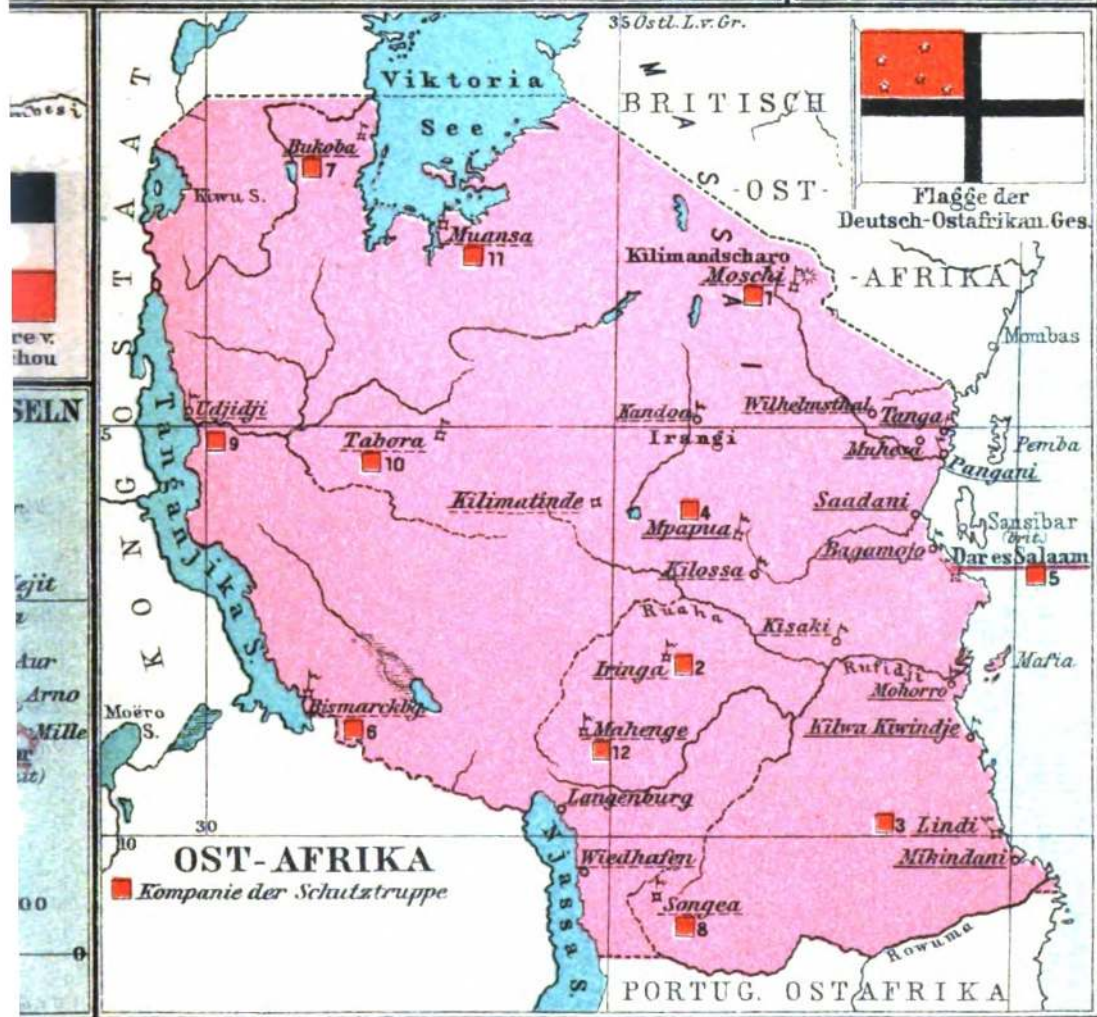 35 Östl. L. v. Gr.
Viktoria
See
BRITISCH
-OST-
-AFRIKA
MASSAI
Flagge der
Deutsch-Ostafrikan. Ges.
KONGOSTAAT
Bukoba
7
Kiwu S.
Muansa
11
Kilimandscharo
Moschi
1
Mombas
Udjidji
9
Tabora
10
Kandoa
Irangi
Wilhelmsthal
Tanga
Muhesa
Pangani
Pemba
5
Kilimatinde
4
Mpapua
Saadani
Sansibar
(brit.)
Bagamojo
Dar es Salaam
5
Kilossa
Tanganjika S.
Ruaha
Kisaki
Iringa
2
Rufidji
Mohorro
Mafia
Bismarckbg.
6
Moëro
S.
Mahenge
12
Kilwa Kiwindje
Langenburg
3
Lindi
Mikindani
10
30
OST-AFRIKA
Kompanie der Schutztruppe
Wiedhafen
Njassa S.
Songea
8
Rowuma
PORTUG. OSTAFRIKA
SELN
Aur
Arno
Mille
0